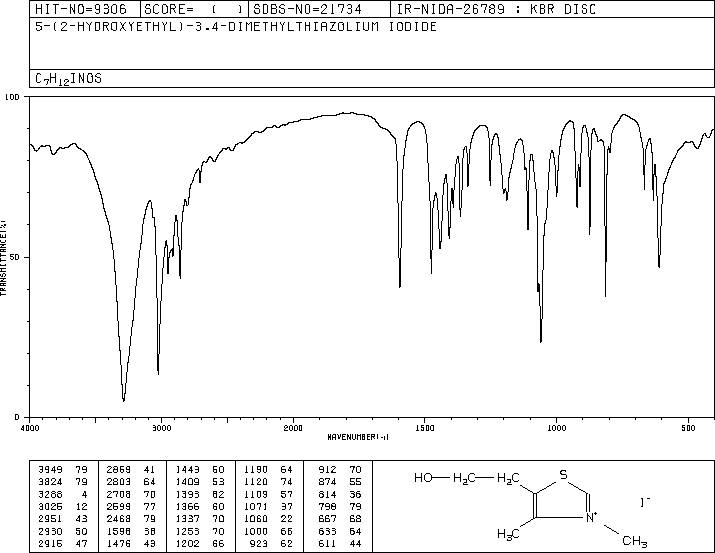 HIT-NO=9306 SCORE= ( ) SDBS-NO=21734 IR-NIDA-26789 : KBR DISC
5-(2-HYDROXYETHYL)-3,4-DIMETHYLTHIAZOLIUM IODIDE
C7H12INOS
100
50
0
TRANSMITTANCE(%)
4000 3000 2000 1500 1000 500
WAVENUMBER(-1)
3949 79 2869 41 1443 60 1190 64 912 70
3824 79 2803 64 1409 53 1120 74 874 55
3288 4 2708 70 1393 62 1109 57 814 36
3025 12 2599 77 1366 60 1071 37 798 79
2951 43 2468 79 1337 70 1060 22 667 68
2930 50 1598 38 1253 70 1000 66 633 64
2915 47 1476 43 1202 66 923 62 611 44
HO H2C H2C S
H3C N+ CH3
I-